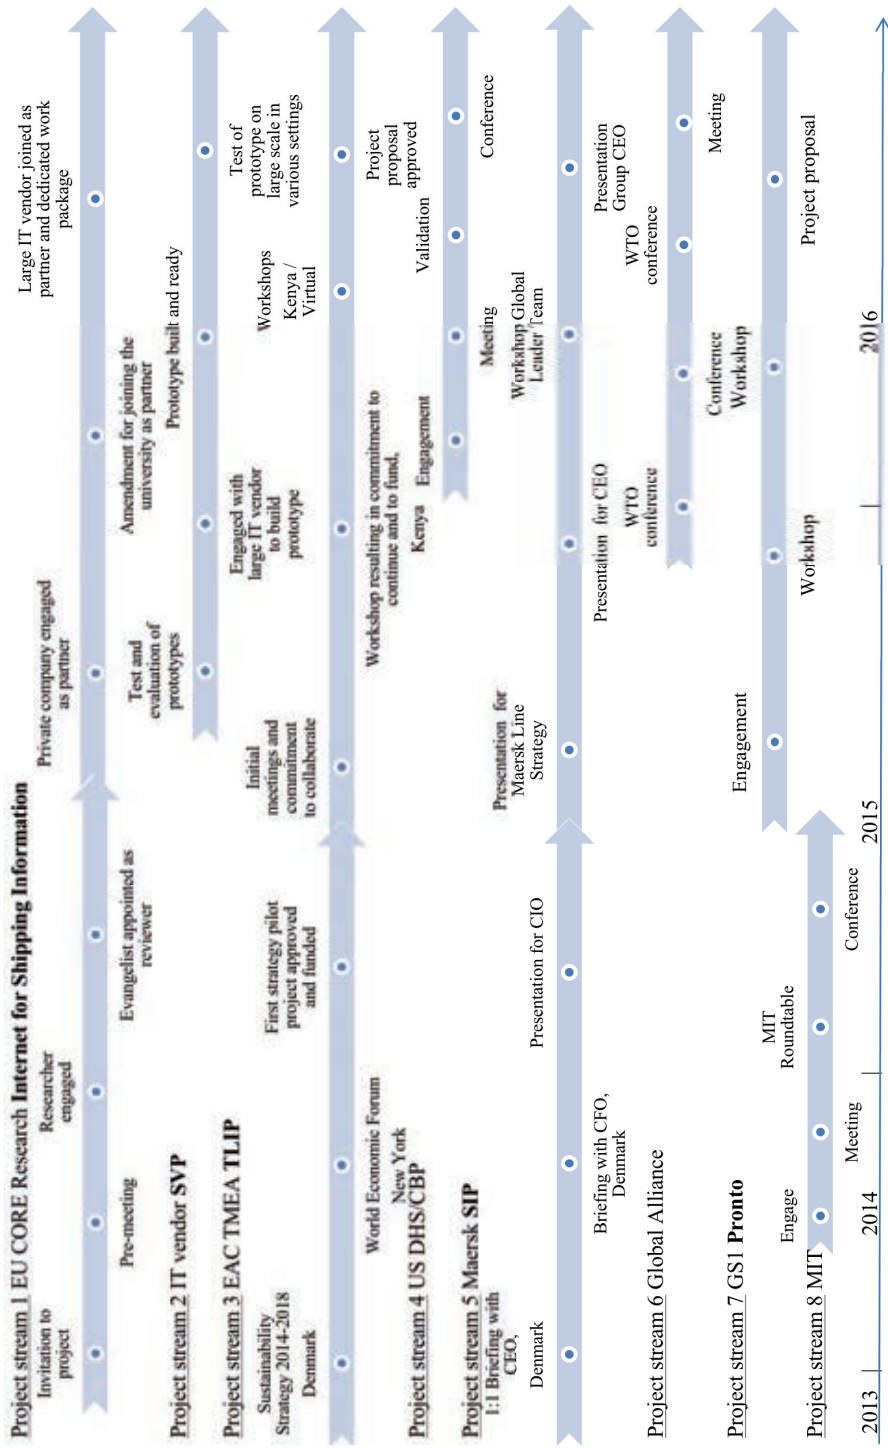 Project stream 1 EU CORE Research Internet for Shipping Information
Invitation to
project
Pre-meeting
Researcher
engaged
Evangelist appointed as
reviewer
Private company engaged
as partner
Amendment for joining the
university as partner
Large IT vendor joined as
partner and dedicated work
package
Project stream 2 IT vendor SVP
Test and
evaluation of
prototypes
Engaged with
large IT vendor
to build
prototype
Prototype built and ready
Test of
prototype on
large scale in
various settings
Project stream 3 EAC TMEA TLIP
Sustainability
Strategy 2014-2018
Denmark
World Economic Forum
New York
First strategy pilot
project approved
and funded
Initial
meetings and
commitment
to collaborate
Workshop resulting in commitment to
continue and to fund,
Kenya
Workshops
Kenya /
Virtual
Project
proposal
approved
Project stream 4 US DHS/CBP
Engagement
Meeting
Validation
Conference
Project stream 5 Maersk SIP
1:1 Briefing with
CEO,
Denmark
Briefing with CFO,
Denmark
Presentation for CIO
Presentation for
Maersk Line
Strategy
Presentation for CEO
Workshop Global
Leader Team
Presentation
Group CEO
Project stream 6 Global Alliance
WTO
conference
Conference
Workshop
WTO
conference
Meeting
Project stream 7 GS1 Pronto
Engagement
Workshop
Project proposal
Project stream 8 MIT
Engage
Meeting
MIT
Roundtable
Conference
2013
2014
2015
2016